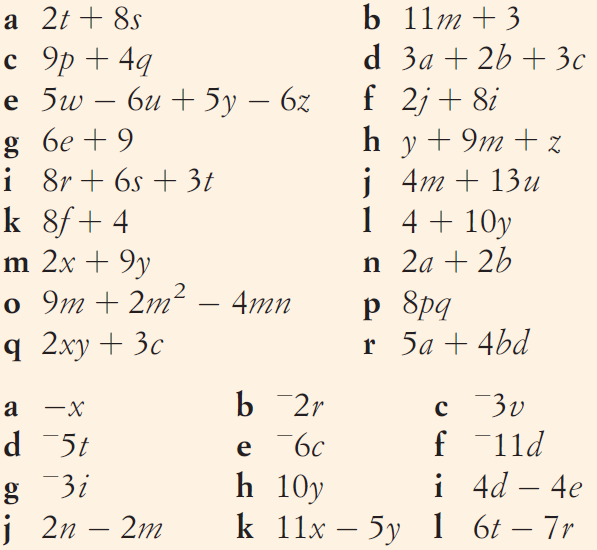 a 2t + 8s b 11m + 3
c 9p + 4q d 3a + 2b + 3c
e 5w – 6u + 5y – 6z f 2j + 8i
g 6e + 9 h y + 9m + z
i 8r + 6s + 3t j 4m + 13u
k 8f + 4 l 4 + 10y
m 2x + 9y n 2a + 2b
o 9m + 2m² – 4mn p 8pq
q 2xy + 3c r 5a + 4bd
a –x b ⁻2r c ⁻3v
d ⁻5t e ⁻6c f ⁻11d
g ⁻3i h 10y i 4d – 4e
j 2n – 2m k 11x – 5y l 6t – 7r